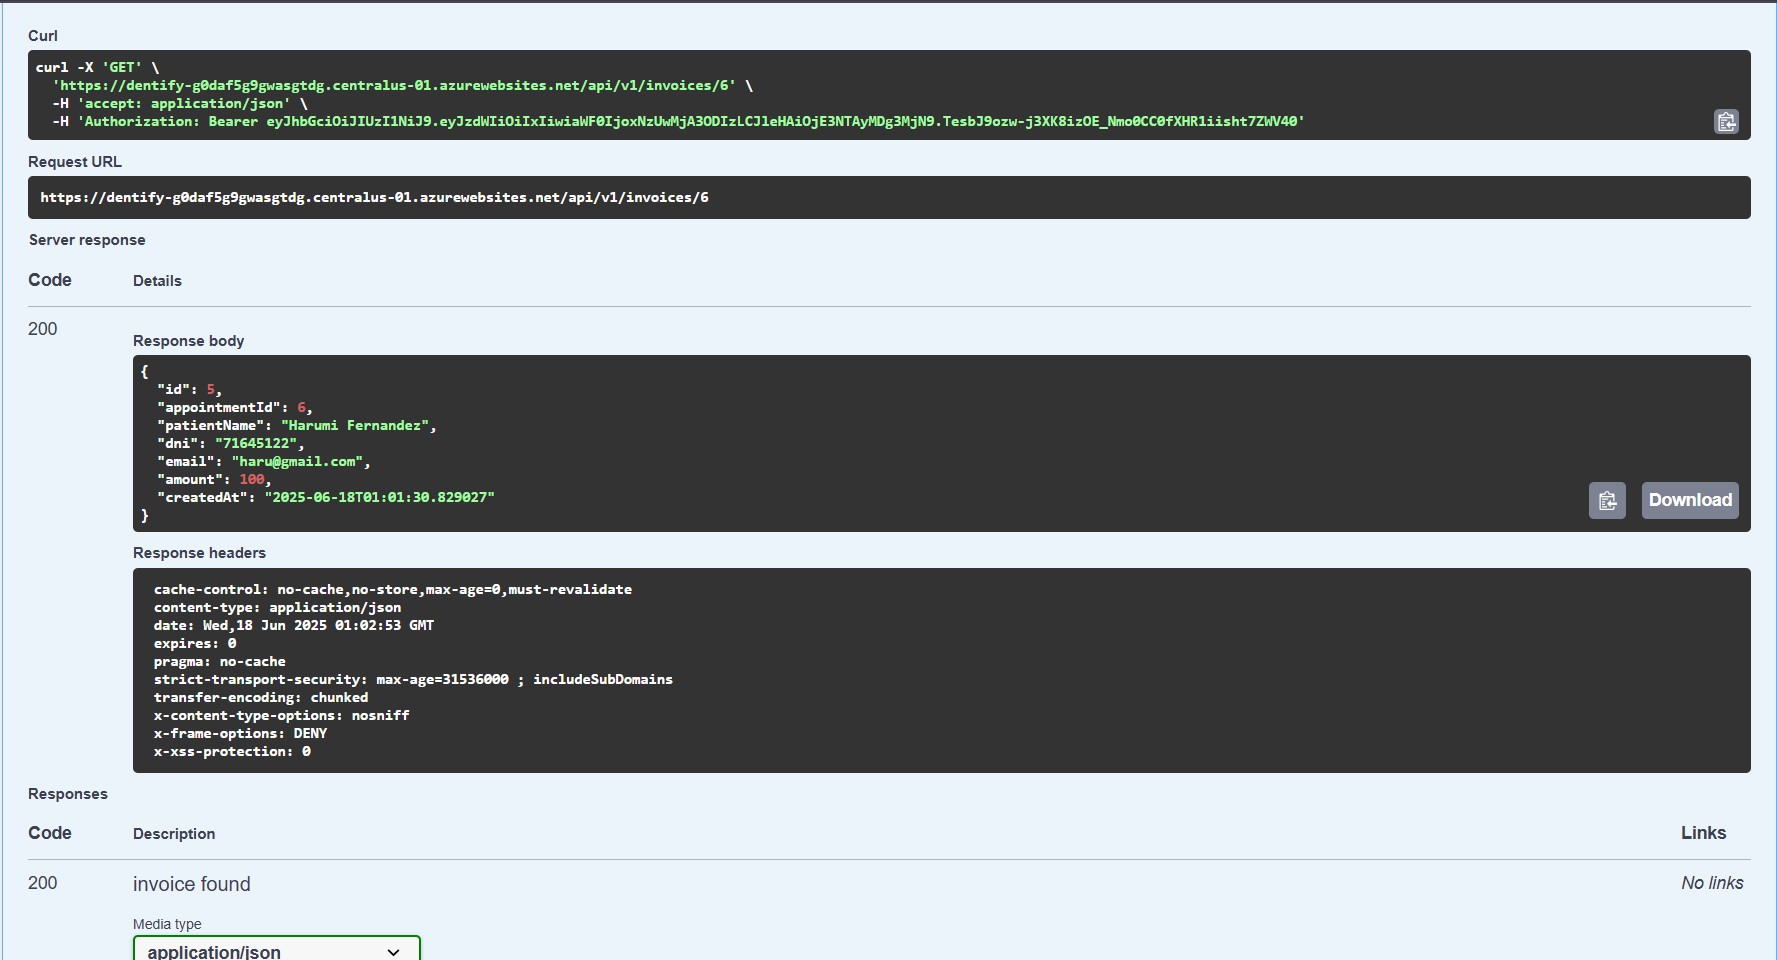 Curl
curl -X 'GET' \
'https://dentify-g0daf5g9gwasgtdg.centralus-01.azurewebsites.net/api/v1/invoices/6' \
-H 'accept: application/json' \
-H 'Authorization: Bearer eyJhbGciOiJIUzI1NiJ9.eyJzdWIiOiIxIiwiaWF0IjoxNzUwMjA3ODIzLCJleHAiOjE3NTAyMDg3MjN9.TesbJ9ozw-j3XK8izOE_Nmo0CC0fXHR1iisht7ZWV40'
Request URL
https://dentify-g0daf5g9gwasgtdg.centralus-01.azurewebsites.net/api/v1/invoices/6
Server response
Code Details
200
Response body
{
"id": 5,
"appointmentId": 6,
"patientName": "Harumi Fernandez",
"dni": "71645122",
"email": "haru@gmail.com",
"amount": 100,
"createdAt": "2025-06-18T01:01:30.829027"
}
Download
Response headers
cache-control: no-cache,no-store,max-age=0,must-revalidate
content-type: application/json
date: Wed,18 Jun 2025 01:02:53 GMT
expires: 0
pragma: no-cache
strict-transport-security: max-age=31536000 ; includeSubDomains
transfer-encoding: chunked
x-content-type-options: nosniff
x-frame-options: DENY
x-xss-protection: 0
Responses
Code Description Links
200 invoice found No links
Media type
application/json